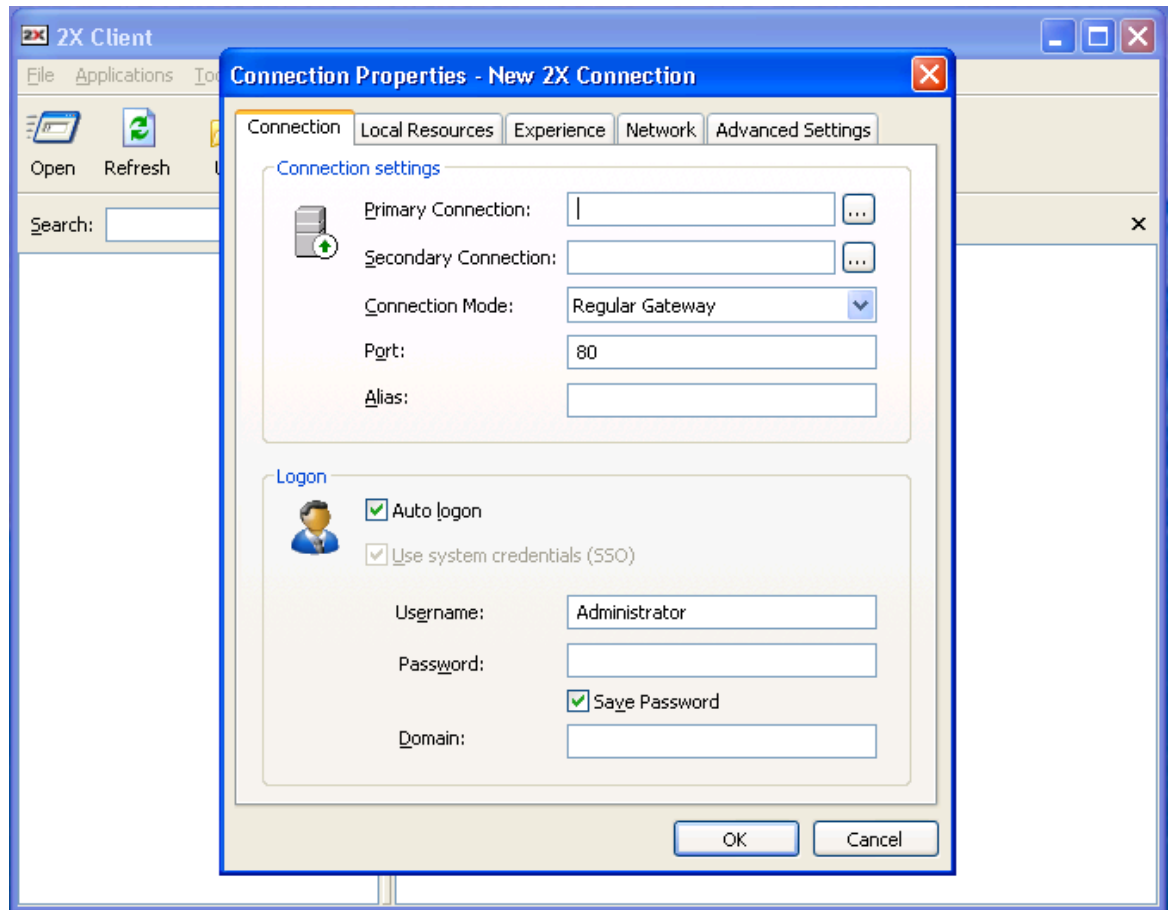 2X 2X Client
File Applications Too
Connection Properties - New 2X Connection
Open Refresh
Search:
Connection Local Resources Experience Network Advanced Settings
Connection settings
Primary Connection: ...
Secondary Connection: ...
Connection Mode: Regular Gateway
Port: 80
Alias:
Logon
Auto logon
Use system credentials (SSO)
Username: Administrator
Password:
Save Password
Domain:
OK Cancel